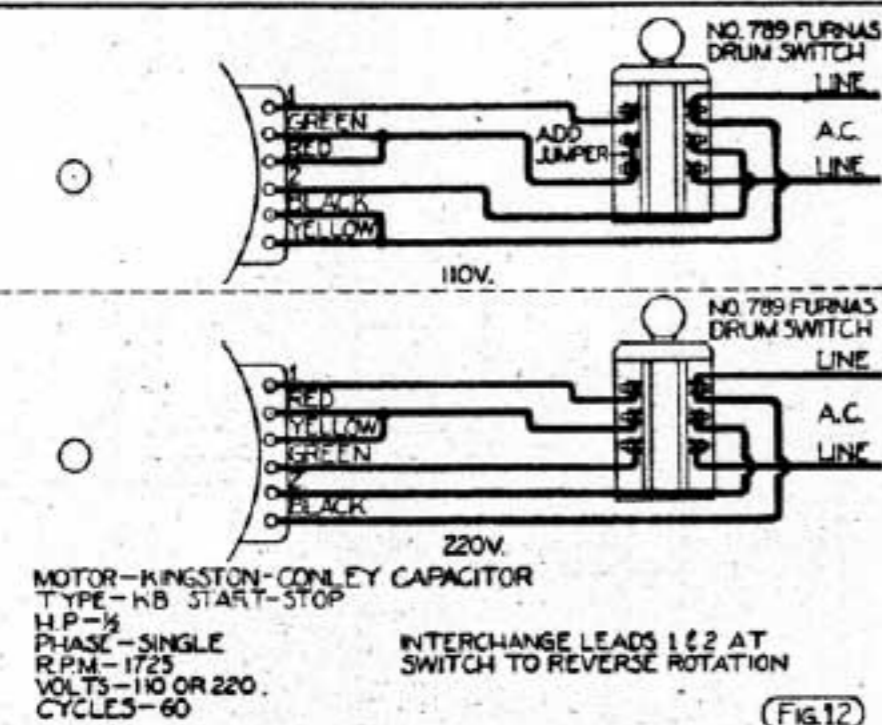 NO. 789 FURNAS
DRUM SWITCH
LINE
1
GREEN
RED
2
BLACK
YELLOW
ADD
JUMPER
A.C.
LINE
110V.
NO. 789 FURNAS
DRUM SWITCH
LINE
1
RED
YELLOW
GREEN
2
BLACK
A.C.
LINE
220V.
MOTOR-KINGSTON-CONLEY CAPACITOR
TYPE-KB START-STOP
H.P-½
PHASE-SINGLE
R.P.M-1725
VOLTS-110 OR 220.
CYCLES-60
INTERCHANGE LEADS 1 & 2 AT
SWITCH TO REVERSE ROTATION
FIG.12